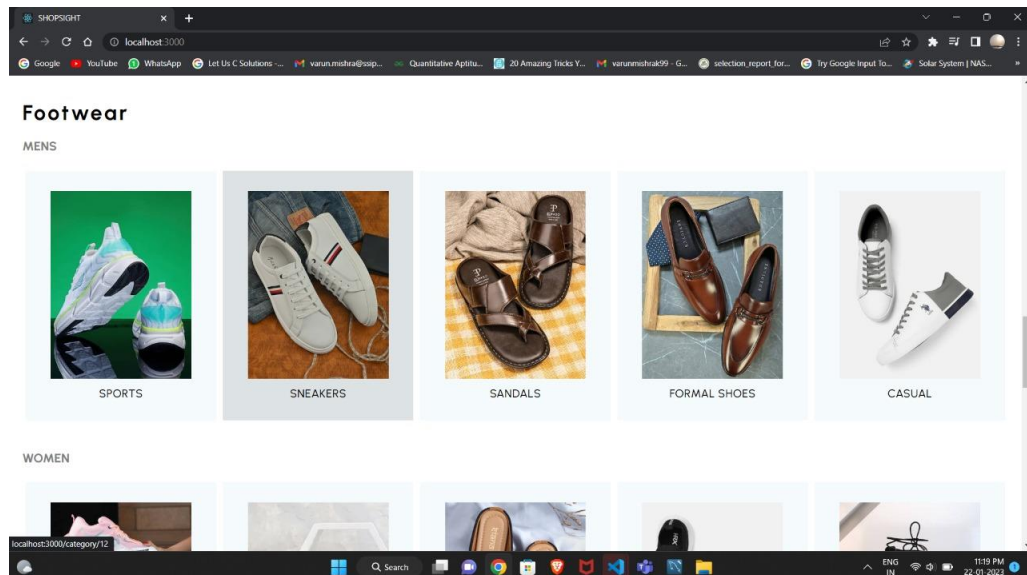 SHOPSIGHT
localhost:3000
Google YouTube WhatsApp Let Us C Solutions -... varun.mishra@ssip... Quantitative Aptitu... 20 Amazing Tricks Y... varunmishrak99 - G... selection_report_for... Try Google Input To... Solar System | NAS... »
Footwear
MENS
SPORTS SNEAKERS SANDALS FORMAL SHOES CASUAL
WOMEN
localhost:3000/category/12
Search
ENG 11:19 PM
IN 22-01-2023